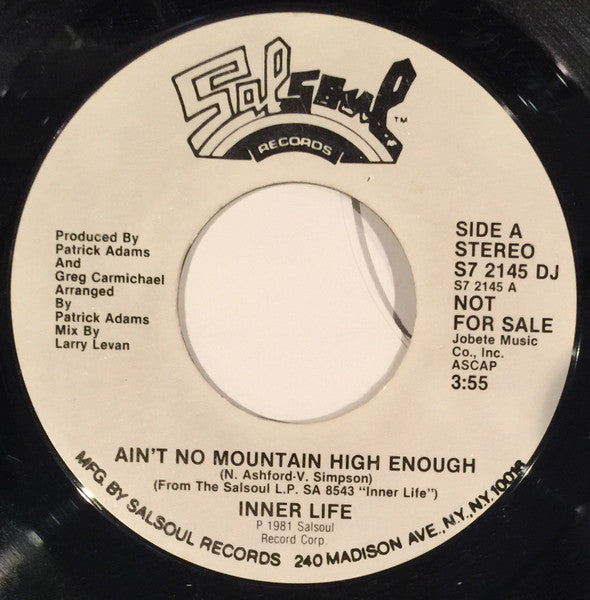 Salsoul
TM
RECORDS
Produced By
Patrick Adams
And
Greg Carmichael
Arranged
By
Patrick Adams
Mix By
Larry Levan
SIDE A
STEREO
S7 2145 DJ
S7 2145 A
NOT
FOR SALE
Jobete Music
Co., Inc.
ASCAP
3:55
AIN'T NO MOUNTAIN HIGH ENOUGH
(N. Ashford-V. Simpson)
(From The Salsoul L.P. SA 8543 "Inner Life")
INNER LIFE
P 1981 Salsoul
Record Corp.
MFG. BY SALSOUL RECORDS 240 MADISON AVE., N.Y., N.Y. 10016